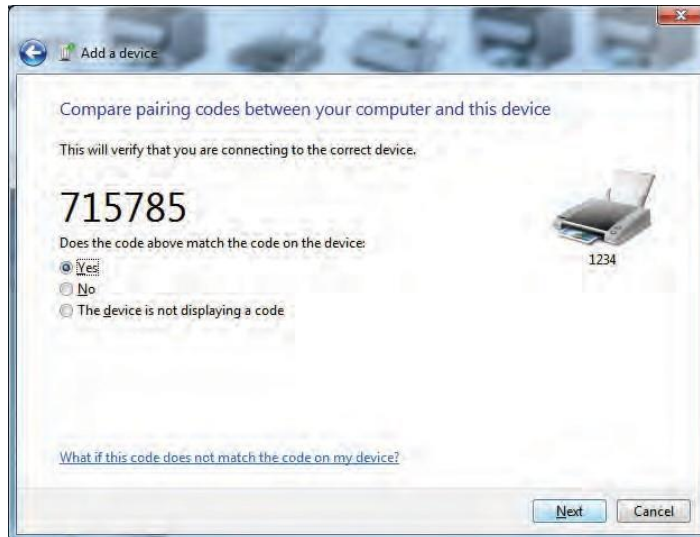 Add a device
Compare pairing codes between your computer and this device
This will verify that you are connecting to the correct device.
715785
Does the code above match the code on the device:
Yes
No
The device is not displaying a code
1234
What if this code does not match the code on my device?
Next
Cancel